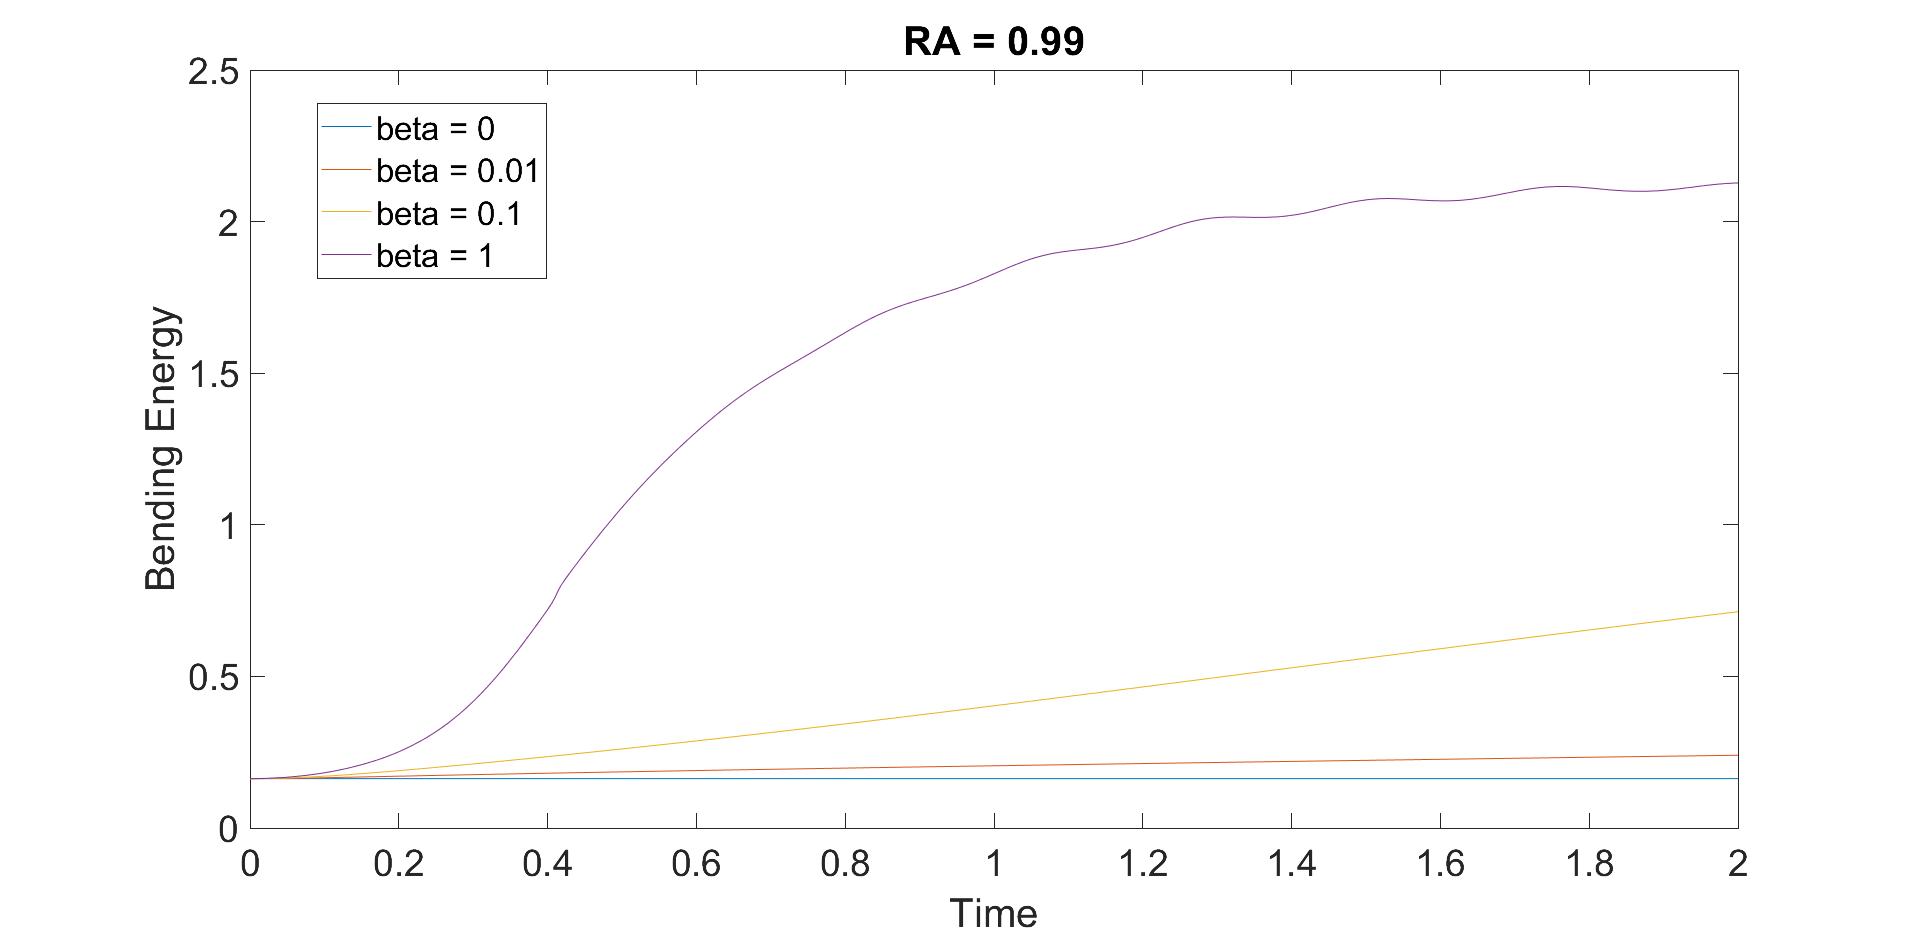 RA = 0.99
2.5
2
1.5
1
0.5
0
Bending Energy
beta = 0
beta = 0.01
beta = 0.1
beta = 1
0 0.2 0.4 0.6 0.8 1 1.2 1.4 1.6 1.8 2
Time